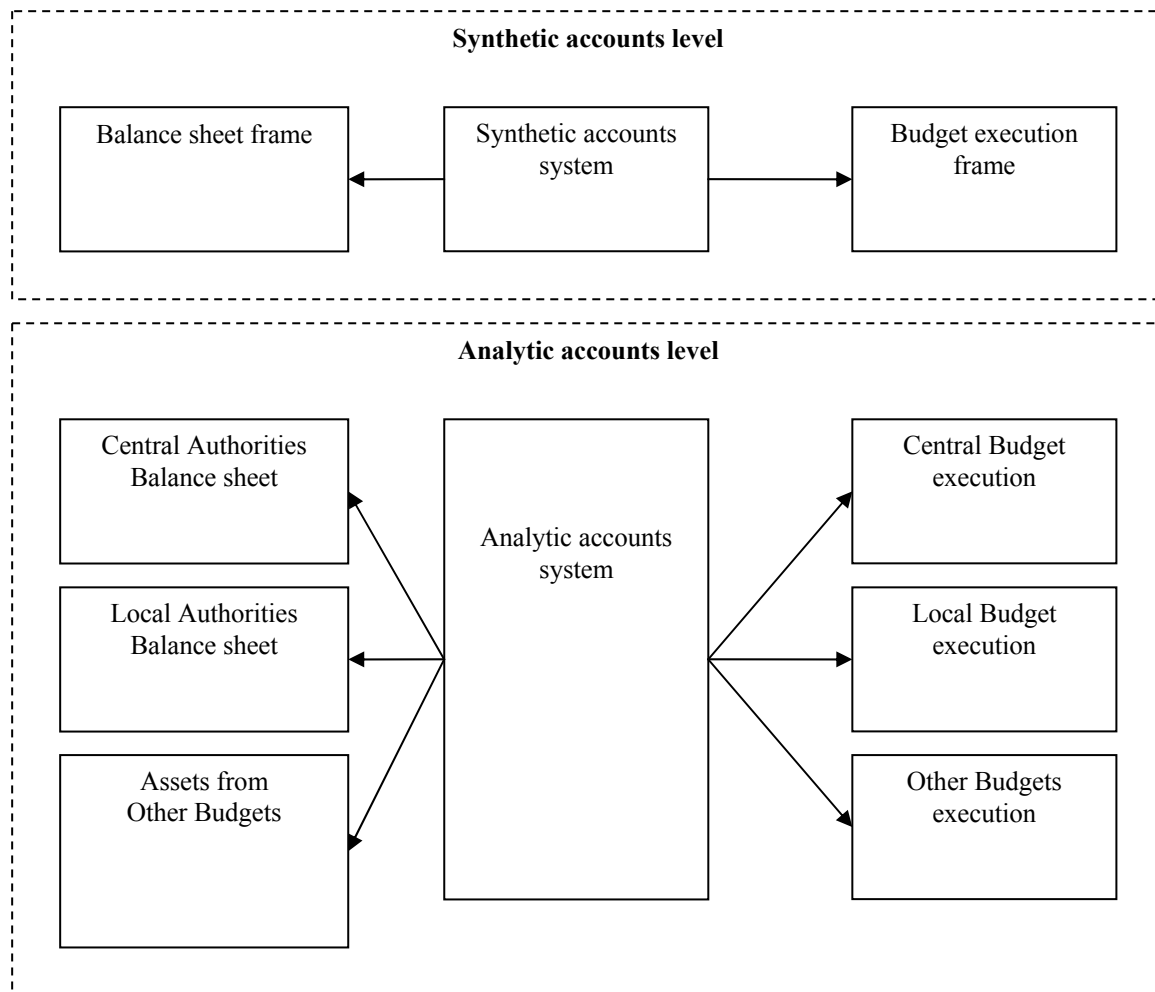 Synthetic accounts level
Balance sheet frame
Synthetic accounts
system
Budget execution
frame
Analytic accounts level
Central Authorities
Balance sheet
Local Authorities
Balance sheet
Assets from
Other Budgets
Analytic accounts
system
Central Budget
execution
Local Budget
execution
Other Budgets
execution